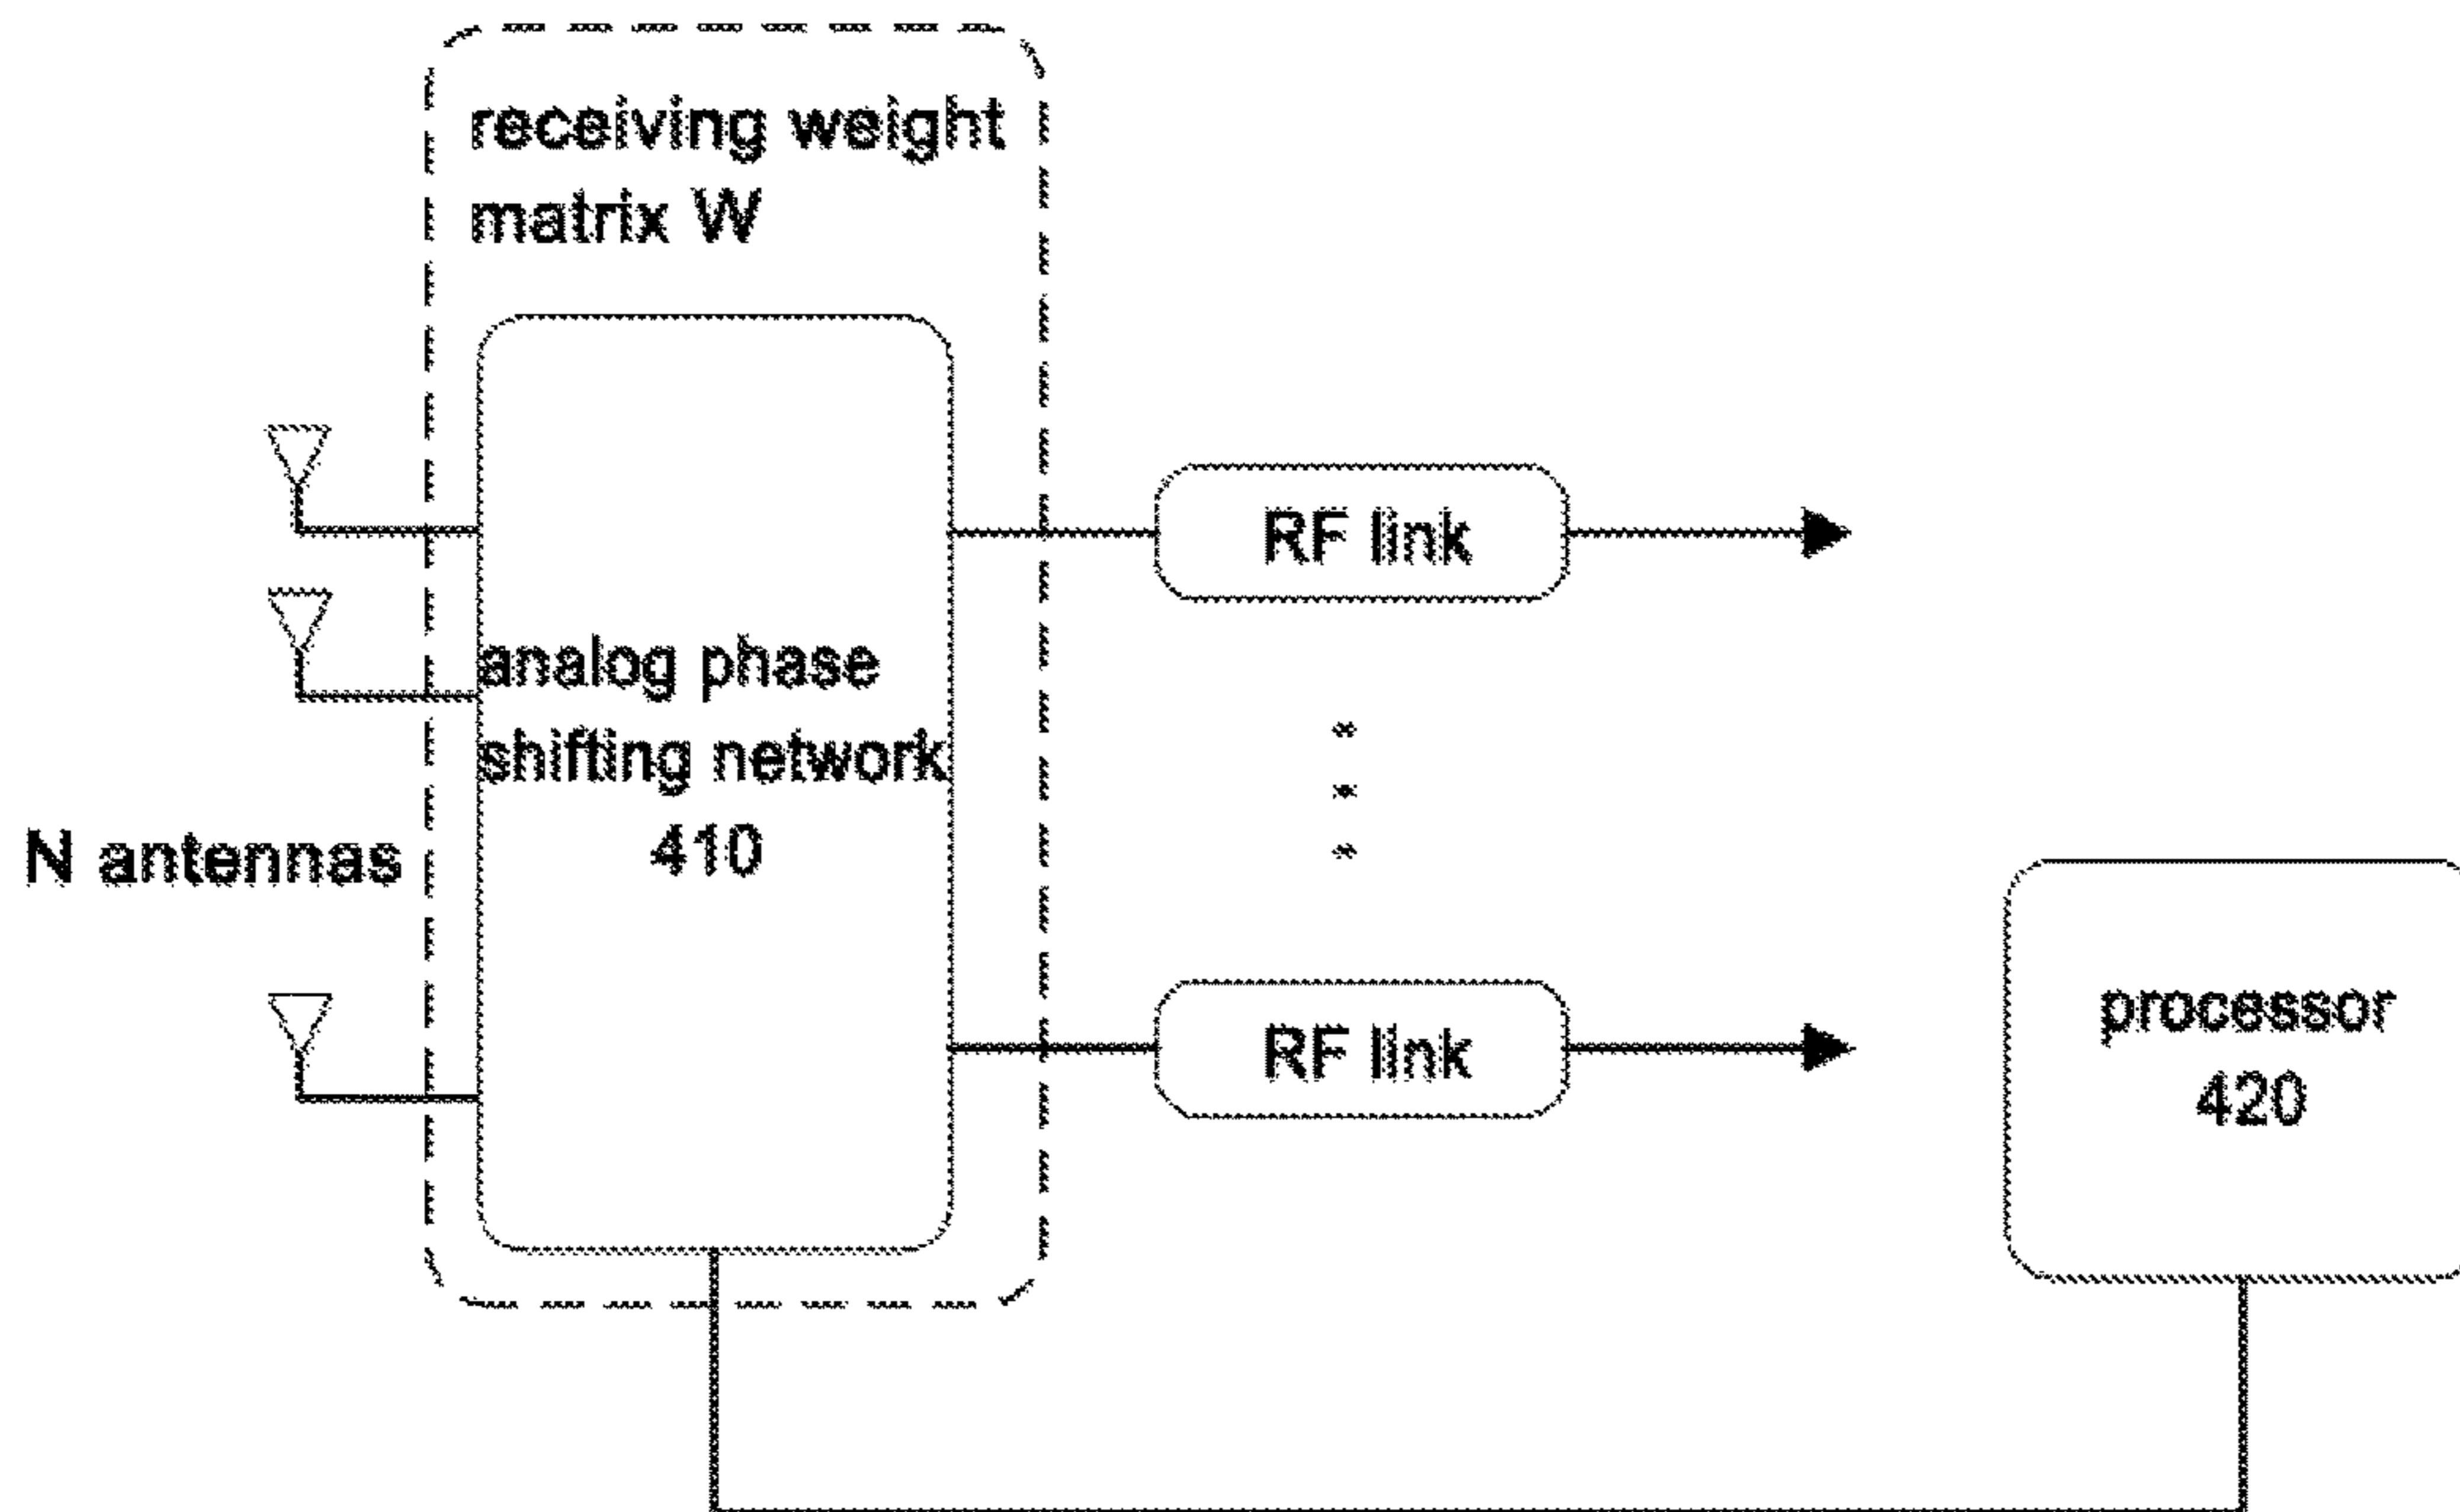 receiving weight
matrix W
RF link
analog phase
shifting network
410
N antennas
RF link
processor
420